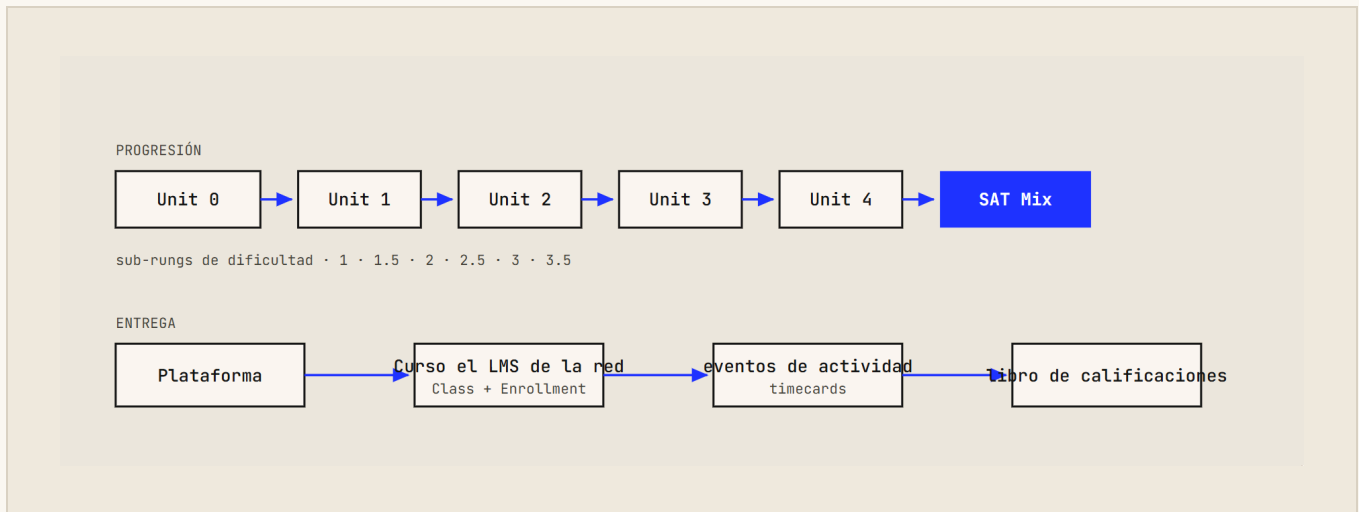 PROGRESIÓN
Unit 0
Unit 1
Unit 2
Unit 3
Unit 4
SAT Mix
sub-rungs de dificultad · 1 · 1.5 · 2 · 2.5 · 3 · 3.5
ENTREGA
Plataforma
Curso el LMS de la red
Class + Enrollment
eventos de actividad
timecards
libro de calificaciones